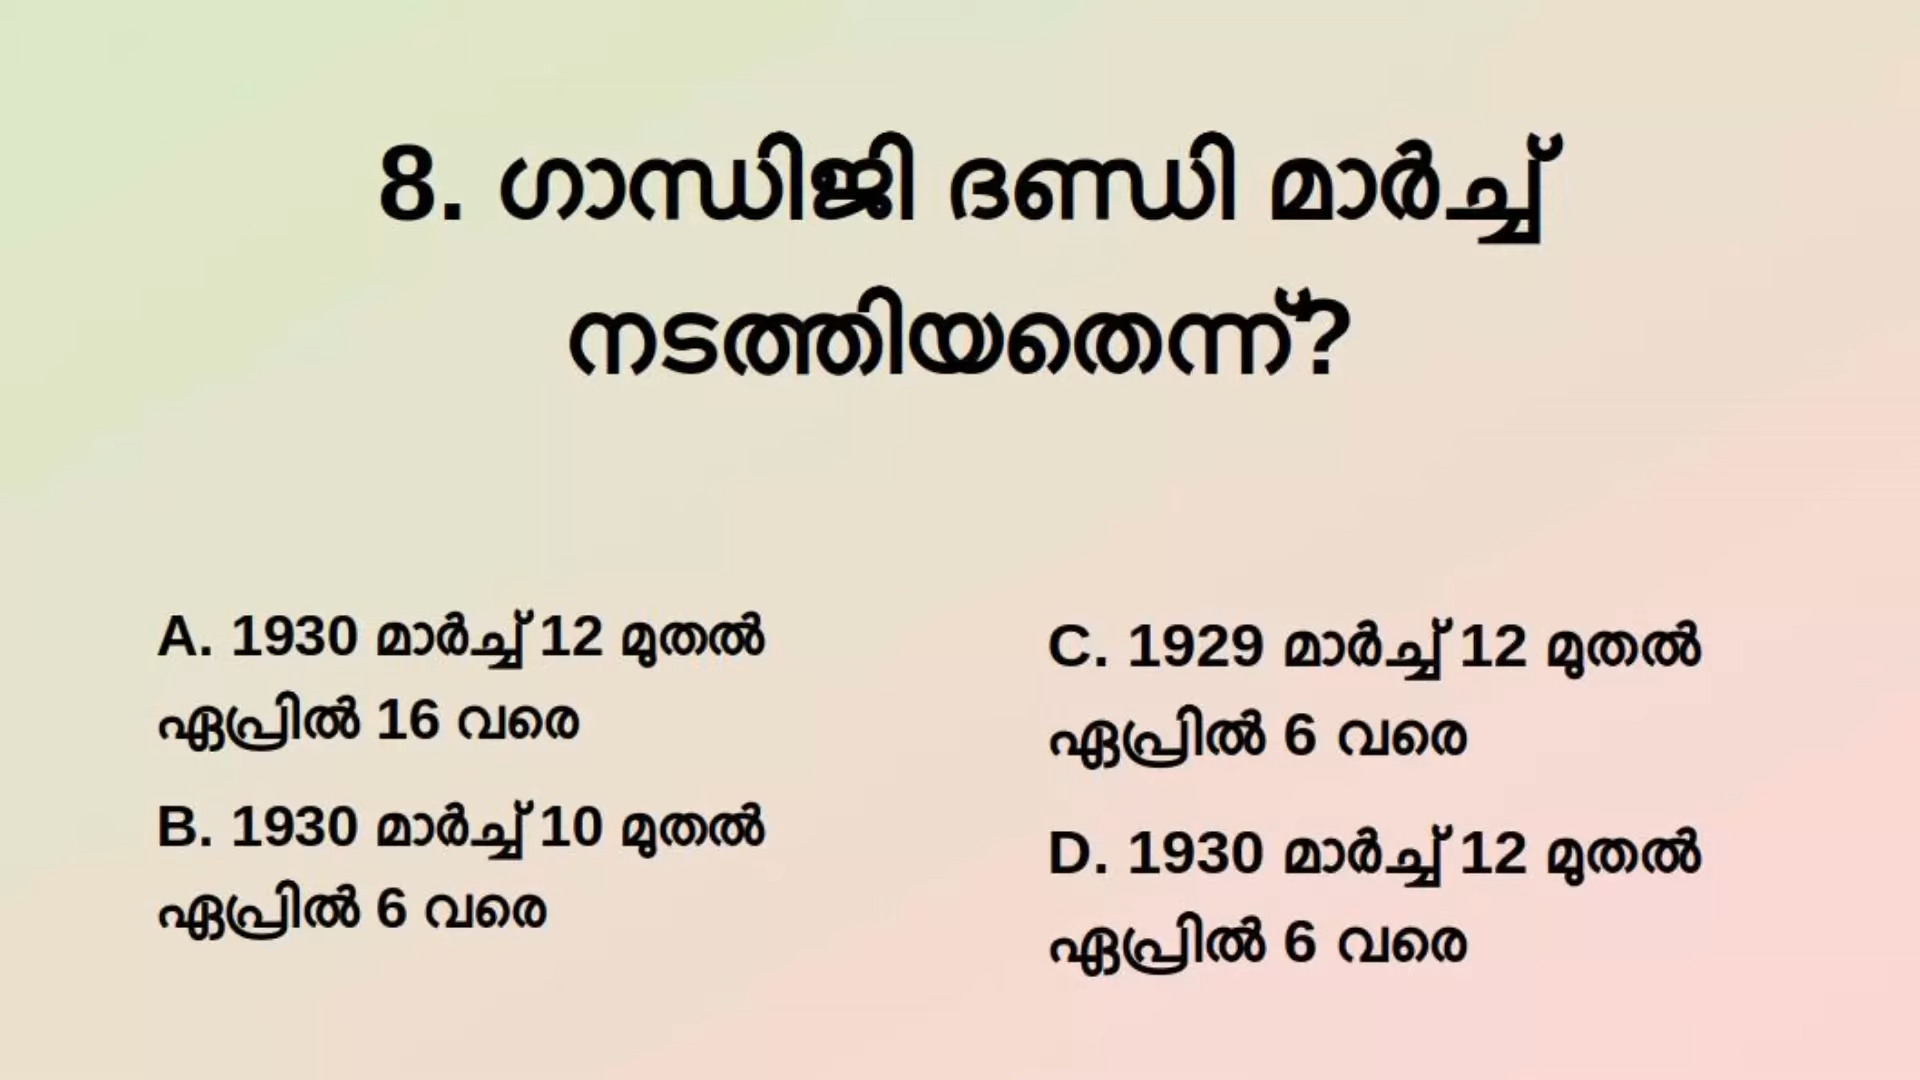 8. ഗാന്ധിജി ദണ്ഡി മാർച്ച്
നടത്തിയതെന്ന്?
A. 1930 മാർച്ച് 12 മുതൽ
ഏപ്രിൽ 16 വരെ
B. 1930 മാർച്ച് 10 മുതൽ
ഏപ്രിൽ 6 വരെ
C. 1929 മാർച്ച് 12 മുതൽ
ഏപ്രിൽ 6 വരെ
D. 1930 മാർച്ച് 12 മുതൽ
ഏപ്രിൽ 6 വരെ